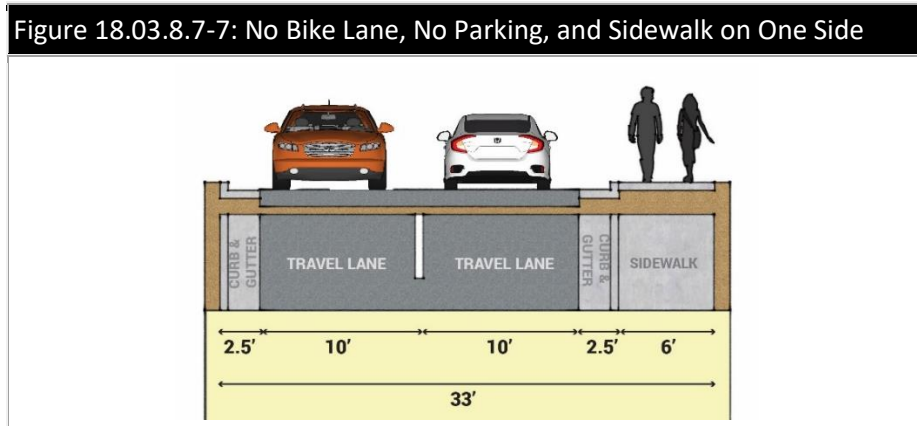 Figure 18.03.8.7-7: No Bike Lane, No Parking, and Sidewalk on One Side
CURB &
GUTTER
TRAVEL LANE
TRAVEL LANE
CURB &
GUTTER
SIDEWALK
2.5' 10' 10' 2.5' 6'
33'